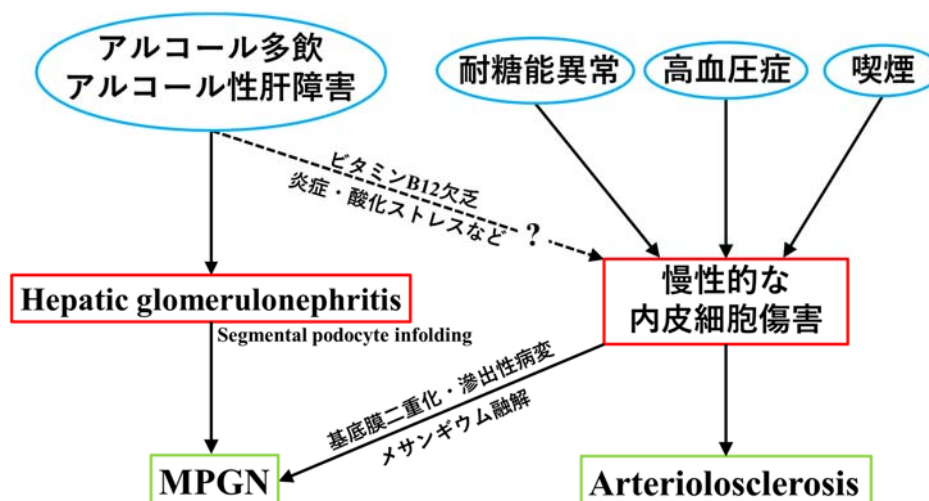 アルコール多飲
アルコール性肝障害
耐糖能異常
高血圧症
喫煙
ビタミンB12欠乏
炎症・酸化ストレスなど
?
Hepatic glomerulonephritis
Segmental podocyte infolding
慢性的な
内皮細胞傷害
基底膜二重化・滲出性病変
メサンギウム融解
MPGN
Arteriolosclerosis